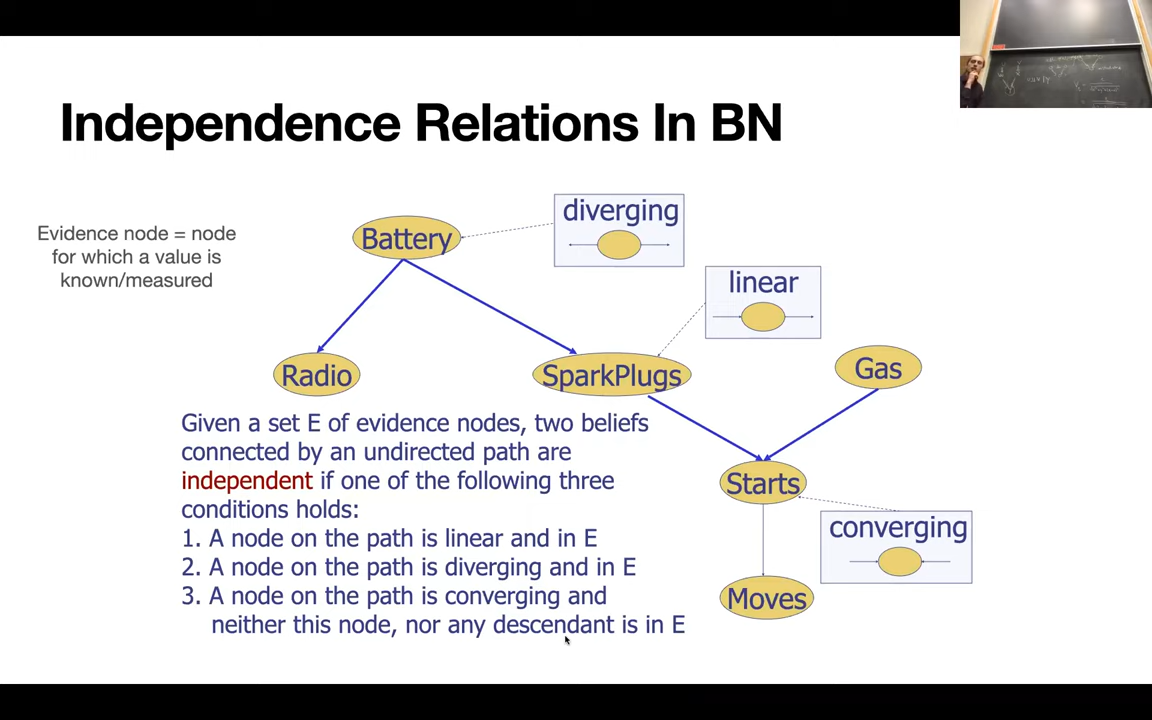 Independence Relations In BN
Evidence node = node
for which a value is
known/measured
Battery
diverging
linear
Radio
SparkPlugs
Gas
Given a set E of evidence nodes, two beliefs
connected by an undirected path are
independent if one of the following three
conditions holds:
1. A node on the path is linear and in E
2. A node on the path is diverging and in E
3. A node on the path is converging and
neither this node, nor any descendant is in E
Starts
converging
Moves